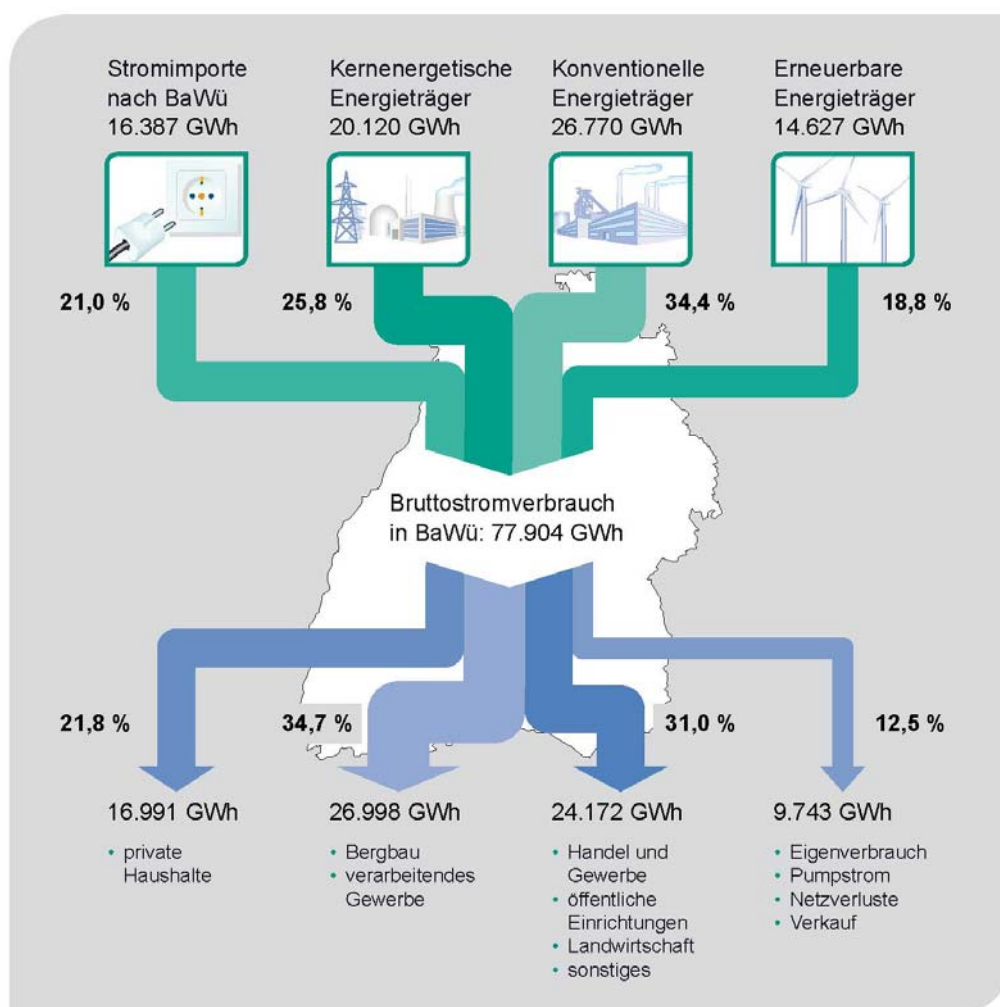 Stromimporte
nach BaWü
16.387 GWh
Kernenergetische
Energieträger
20.120 GWh
Konventionelle
Energieträger
26.770 GWh
Erneuerbare
Energieträger
14.627 GWh
21,0 %
25,8 %
34,4 %
18,8 %
Bruttostromverbrauch
in BaWü: 77.904 GWh
21,8 %
34,7 %
31,0 %
12,5 %
16.991 GWh
• private
Haushalte
26.998 GWh
• Bergbau
• verarbeitendes
Gewerbe
24.172 GWh
• Handel und
Gewerbe
• öffentliche
Einrichtungen
• Landwirtschaft
• sonstiges
9.743 GWh
• Eigenverbrauch
• Pumpstrom
• Netzverluste
• Verkauf